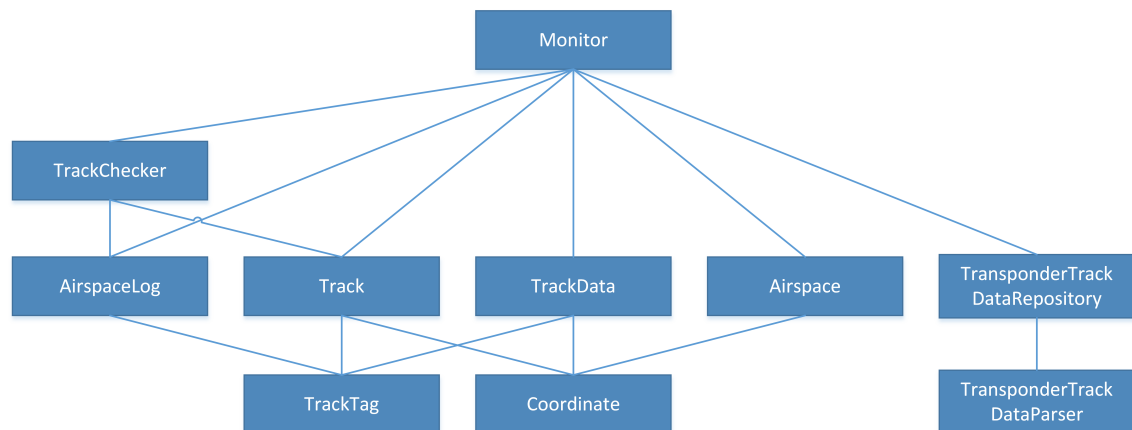 Monitor
TrackChecker
AirspaceLog
Track
TrackData
Airspace
TransponderTrack
DataRepository
TrackTag
Coordinate
TransponderTrack
DataParser